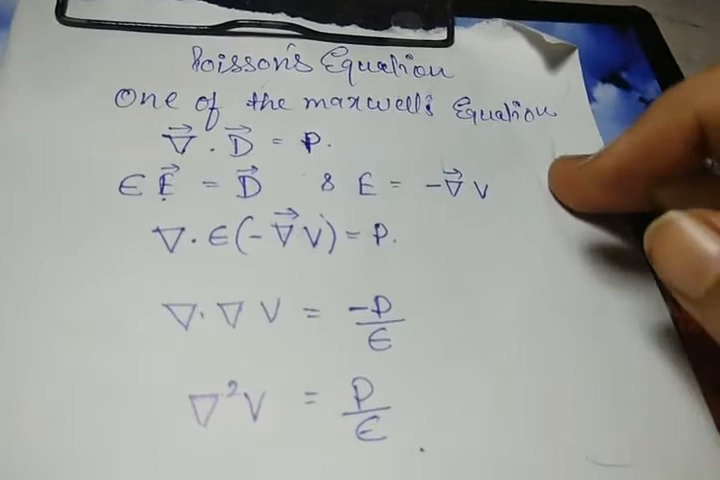 Poisson's Equation
One of the maxwell's Equation
∇⃗ . D⃗ = P.
∈ E⃗ = D⃗ & E = -∇⃗ V
∇ . ∈(-∇⃗ V) = P.
∇ . ∇ V = -P/∈
∇²V = P/∈